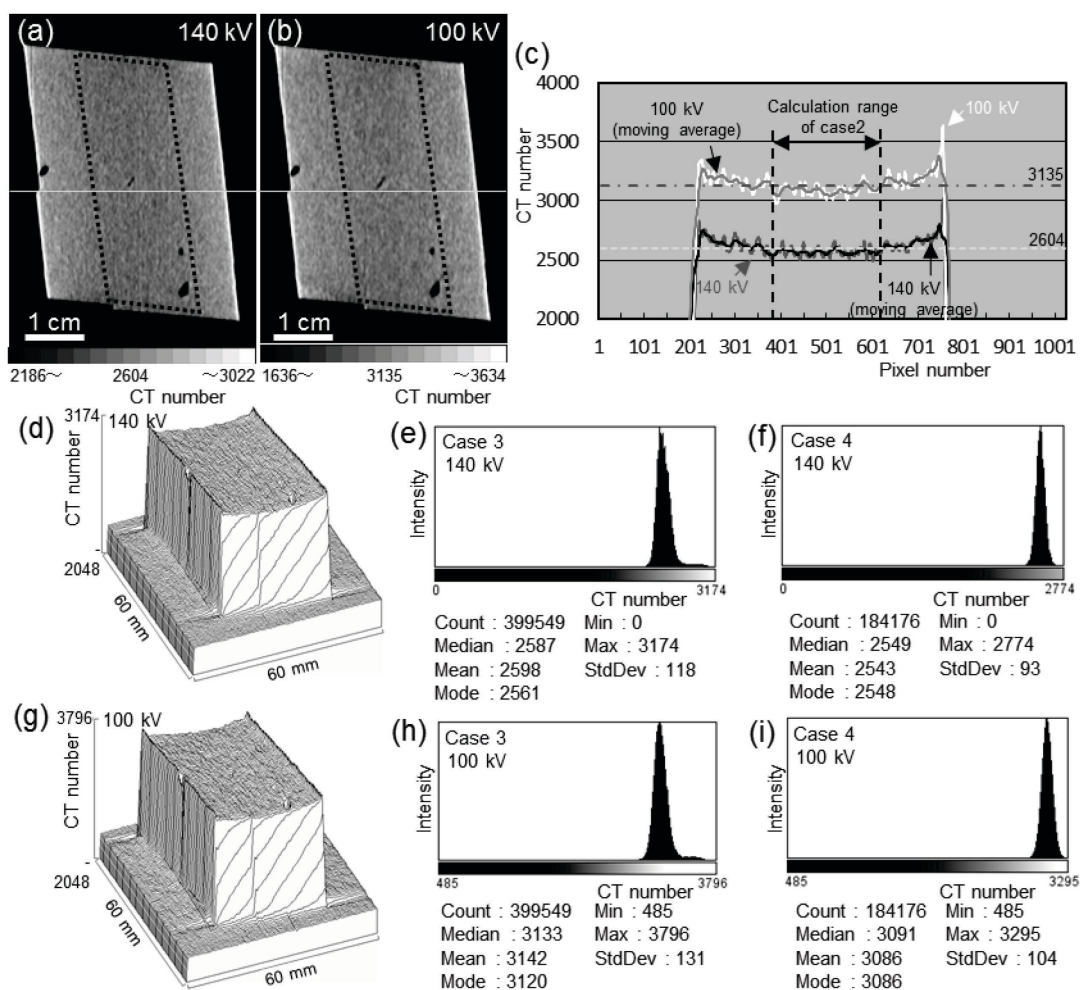 (a) 140 kV
1 cm
2186～ 2604 ～3022
CT number
(b) 100 kV
1 cm
1636～ 3135 ～3634
CT number
(c)
CT number
4000
3500
3000
2500
2000
100 kV
(moving average)
Calculation range
of case2
100 kV
3135
2604
140 kV
140 kV
(moving average)
1 101 201 301 401 501 601 701 801 901 1001
Pixel number
(d)
140 kV
3174
CT number
2048
60 mm
60 mm
(e)
Case 3
140 kV
Intensity
0 3174
CT number
Count : 399549 Min : 0
Median : 2587 Max : 3174
Mean : 2598 StdDev : 118
Mode : 2561
(f)
Case 4
140 kV
Intensity
0 2774
CT number
Count : 184176 Min : 0
Median : 2549 Max : 2774
Mean : 2543 StdDev : 93
Mode : 2548
(g)
100 kV
3796
CT number
2048
60 mm
60 mm
(h)
Case 3
100 kV
Intensity
485 3796
CT number
Count : 399549 Min : 485
Median : 3133 Max : 3796
Mean : 3142 StdDev : 131
Mode : 3120
(i)
Case 4
100 kV
Intensity
485 3295
CT number
Count : 184176 Min : 485
Median : 3091 Max : 3295
Mean : 3086 StdDev : 104
Mode : 3086